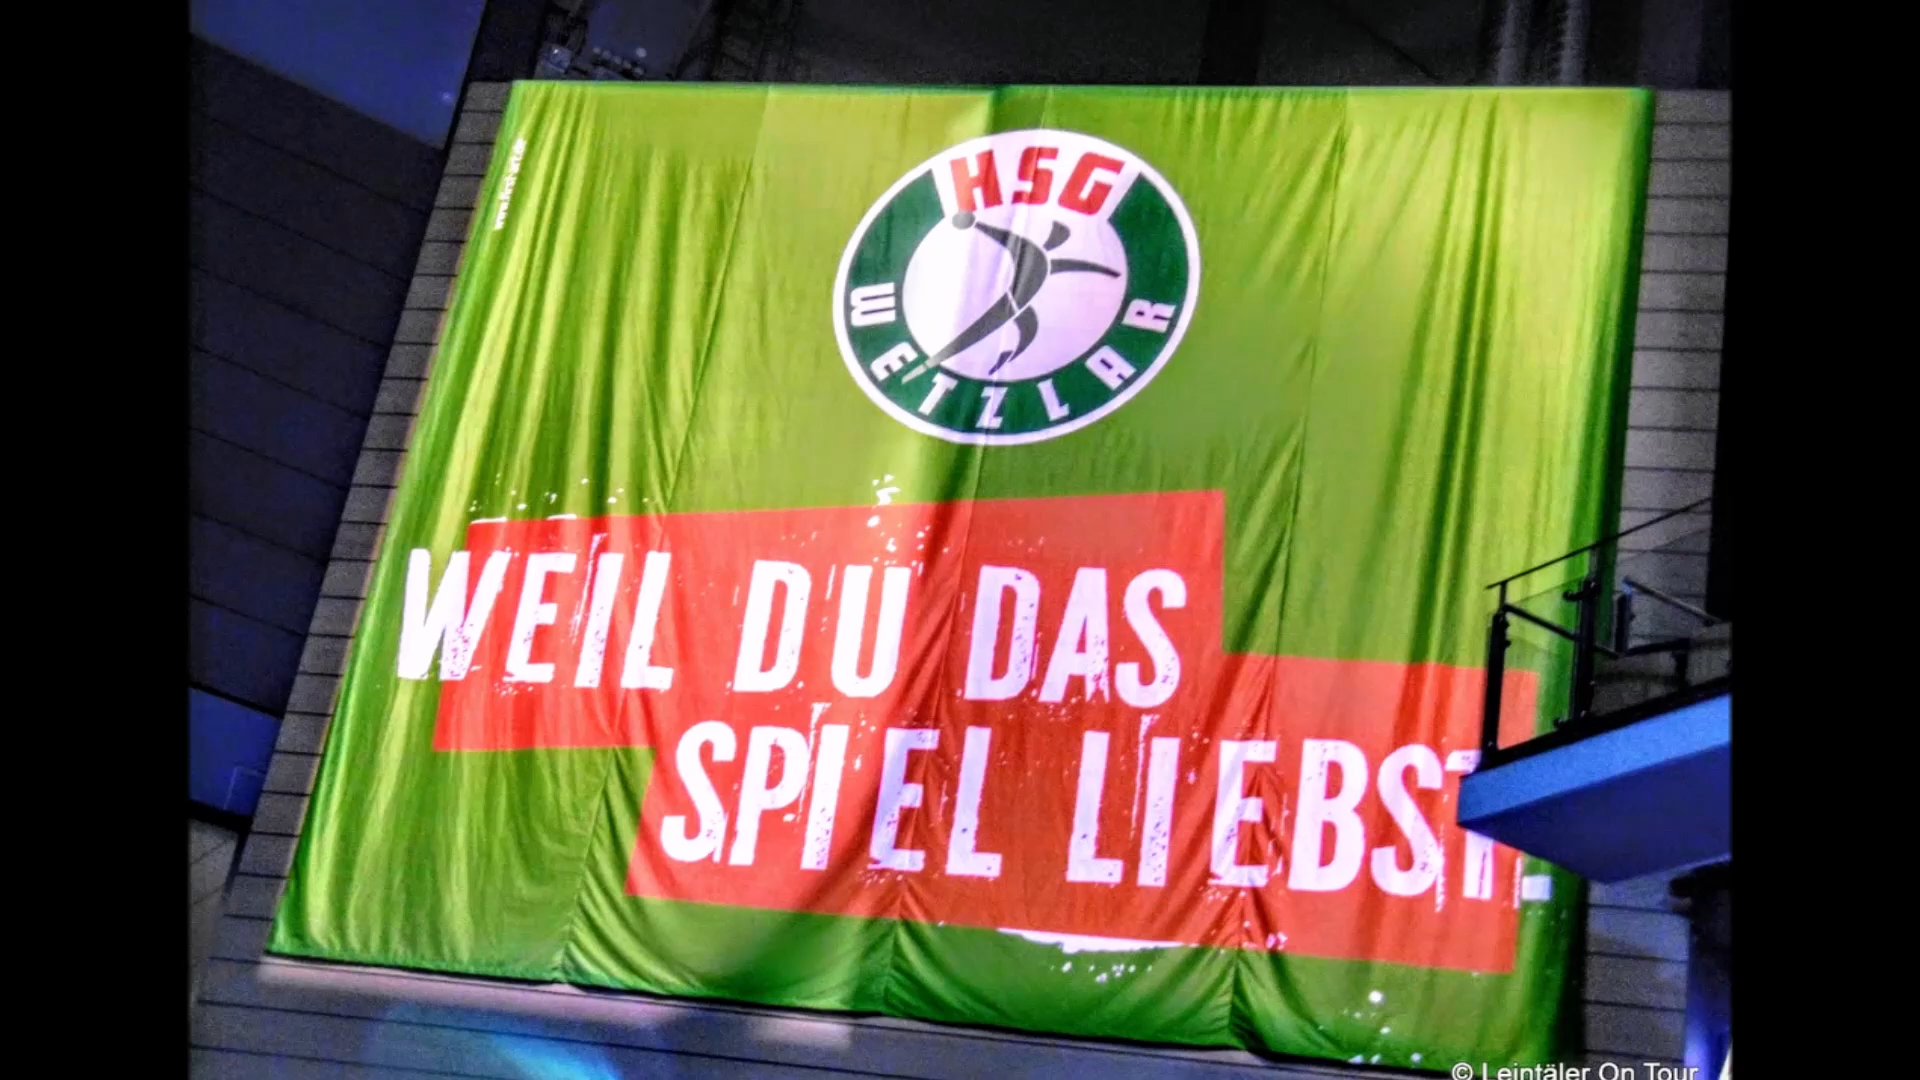 HSG
WETZLAR
WEIL DU DAS
SPIEL LIEBST.
© Leintäler On Tour